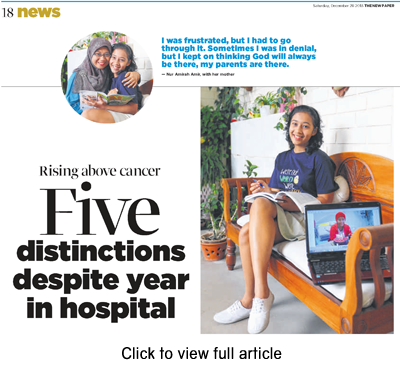 18 news
Saturday, December 28 2013 THE NEW PAPER
I was frustrated, but I had to go
through it. Sometimes I was in denial,
but I kept on thinking God will always
be there, my parents are there.
— Nur Amirah Amir, with her mother
Rising above cancer
Five
distinctions
despite year
in hospital
Click to view full article